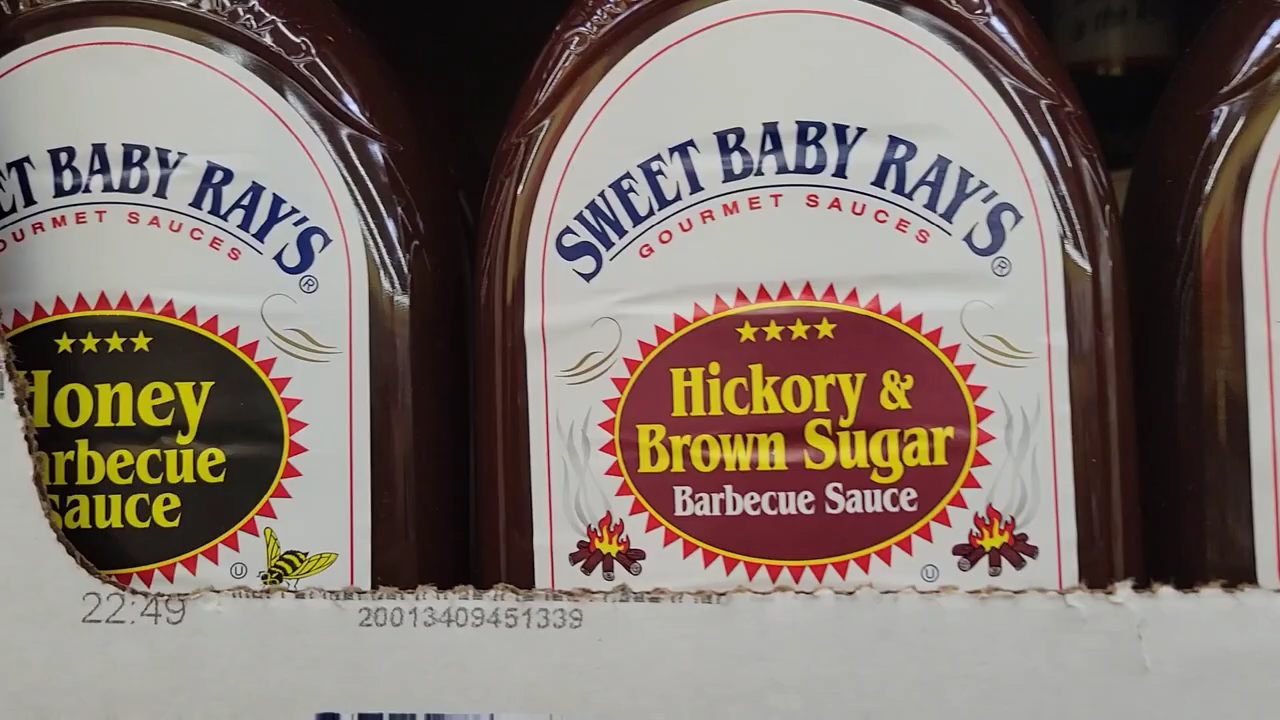 ET BABY RAY'S®
OURMET SAUCES
Honey
arbecue
sauce
U
SWEET BABY RAY'S®
GOURMET SAUCES
Hickory &
Brown Sugar
Barbecue Sauce
U
22:49
20013409451339